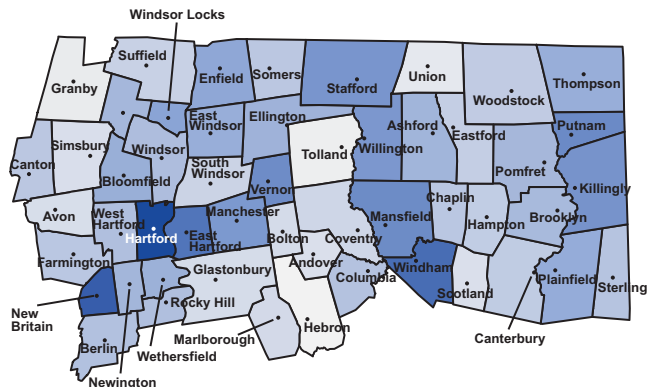 Windsor Locks
Suffield
Granby
Enfield
Somers
Stafford
Union
Woodstock
Thompson
East
Windsor
Ellington
Simsbury
Canton
Windsor
Bloomfield
South
Windsor
Tolland
Willington
Ashford
Eastford
Putnam
Pomfret
Killingly
Vernon
Avon
West
Hartford
Hartford
Manchester
East
Hartford
Bolton
Coventry
Mansfield
Chaplin
Hampton
Brooklyn
Farmington
Glastonbury
Andover
Columbia
Windham
Scotland
Plainfield
Sterling
New
Britain
Rocky Hill
Hebron
Marlborough
Canterbury
Berlin
Wethersfield
Newington